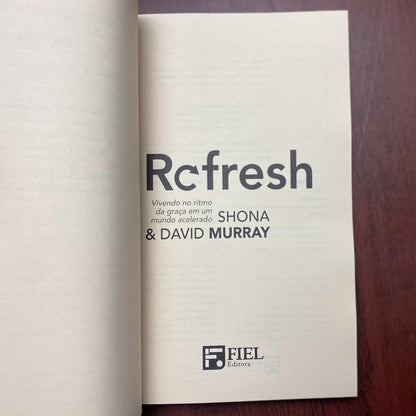 Refresh
Vivendo no ritmo
da graça em um
mundo acelerado
SHONA
& DAVID MURRAY
FIEL
Editora